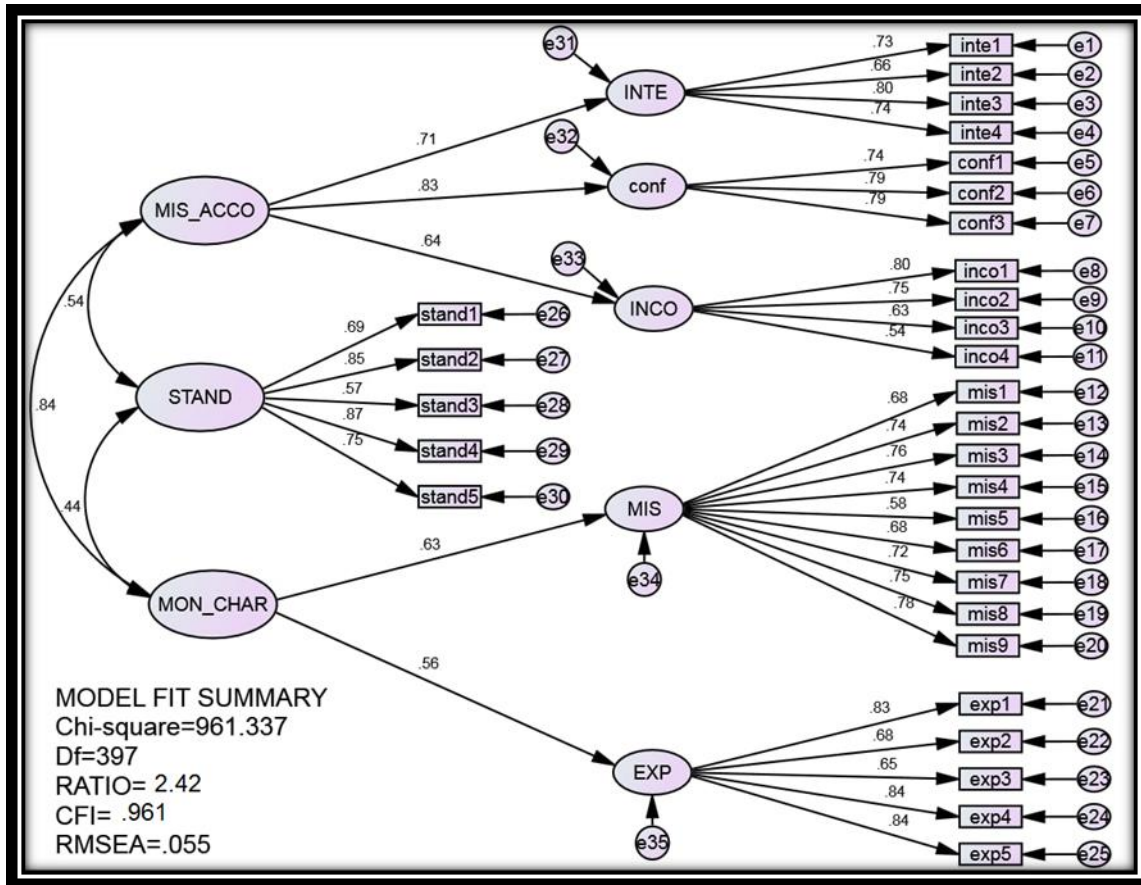 e31
INTE
.73
inte1
e1
.66
inte2
e2
.80
inte3
e3
.74
inte4
e4
.71
e32
conf
.74
conf1
e5
.79
conf2
e6
.79
conf3
e7
.83
MIS_ACCO
.64
e33
INCO
.80
inco1
e8
.75
inco2
e9
.63
inco3
e10
.54
inco4
e11
.54
STAND
.69
stand1
e26
.85
stand2
e27
.57
stand3
e28
.87
stand4
e29
.75
stand5
e30
.84
.44
MON_CHAR
.63
MIS
e34
.68
mis1
e12
.74
mis2
e13
.76
mis3
e14
.74
mis4
e15
.58
mis5
e16
.68
mis6
e17
.72
mis7
e18
.75
mis8
e19
.78
mis9
e20
.56
EXP
e35
.83
exp1
e21
.68
exp2
e22
.65
exp3
e23
.84
exp4
e24
.84
exp5
e25
MODEL FIT SUMMARY
Chi-square=961.337
Df=397
RATIO= 2.42
CFI= .961
RMSEA=.055